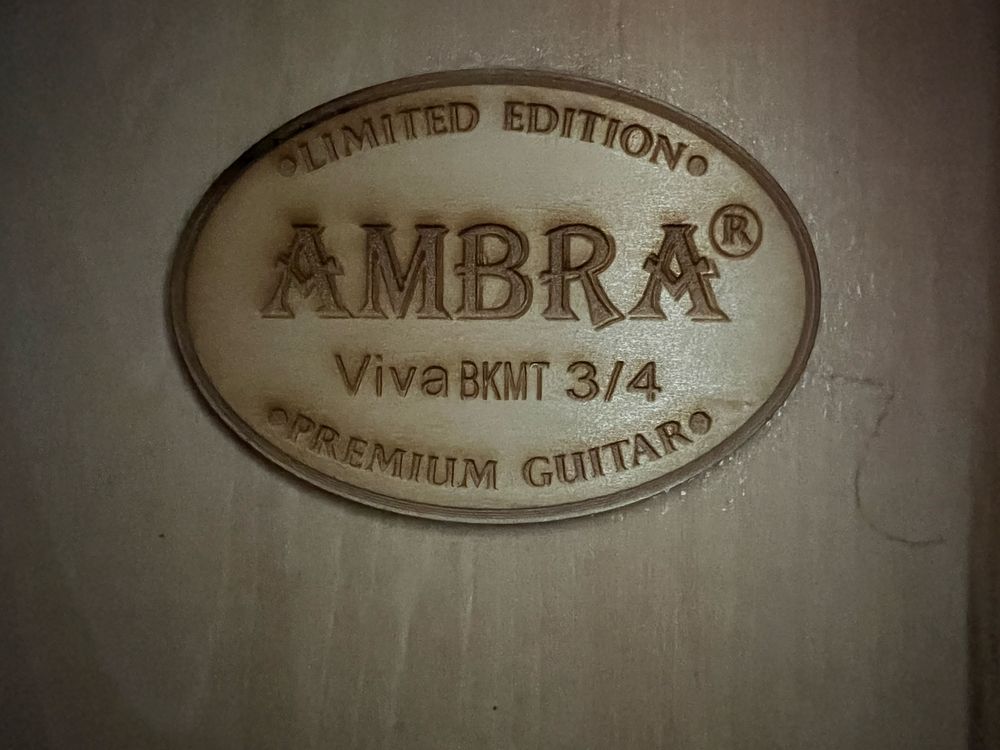 •LIMITED EDITION•
AMBRA®
Viva BKMT 3/4
•PREMIUM GUITAR•